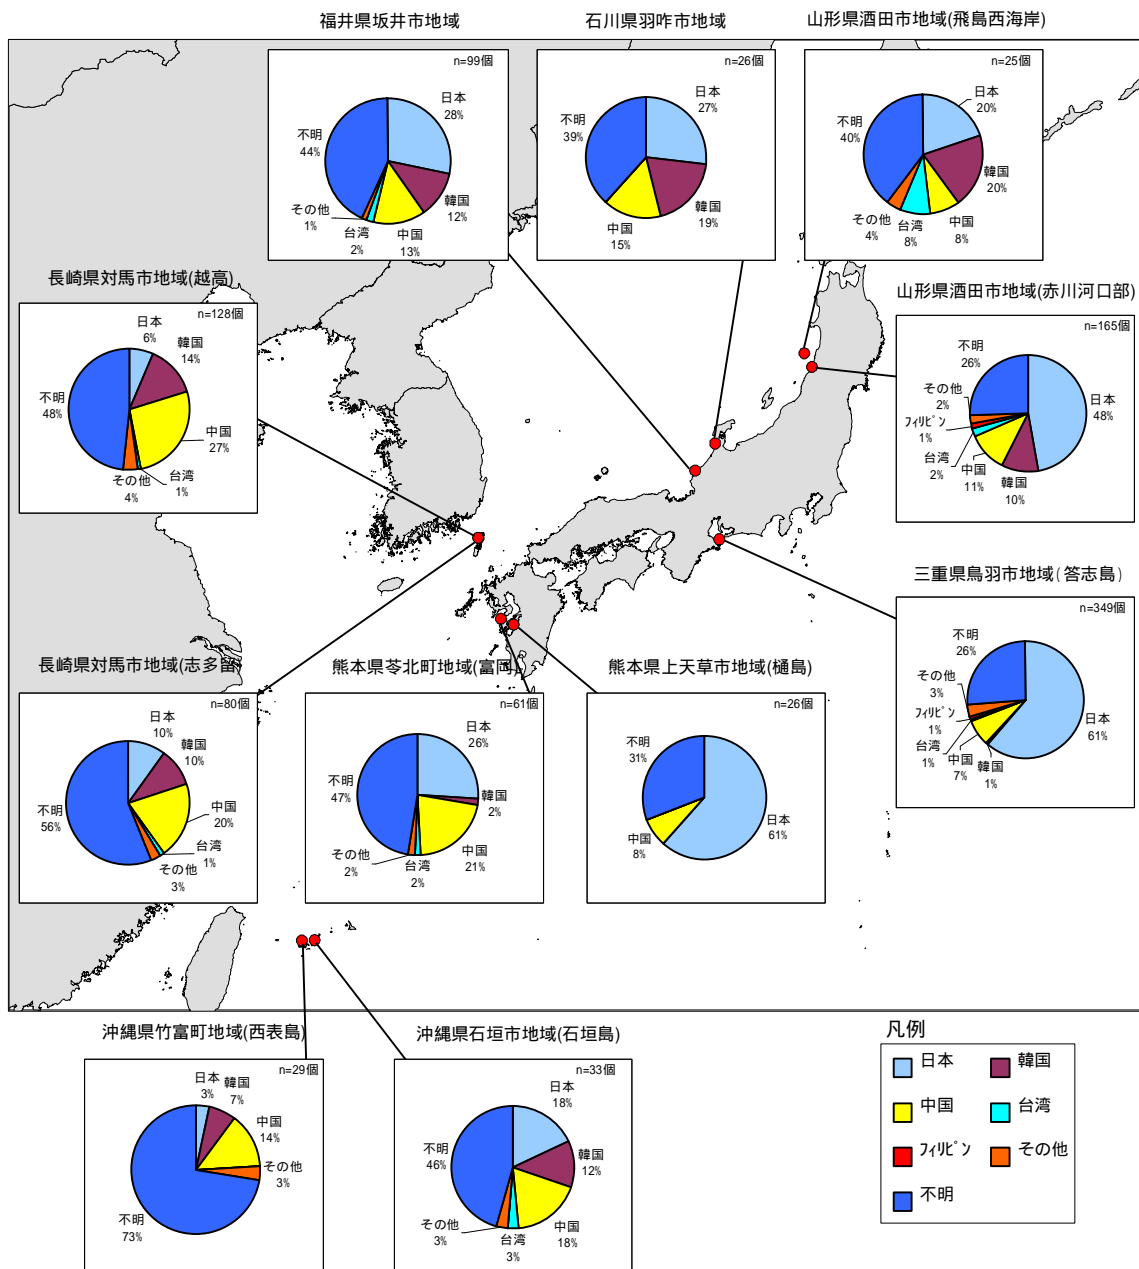 福井県坂井市地域
石川県羽咋市地域
山形県酒田市地域(飛島西海岸)
n=99個
日本
28%
韓国
12%
中国
13%
台湾
2%
その他
1%
不明
44%
n=26個
日本
27%
韓国
19%
中国
15%
不明
39%
n=25個
日本
20%
韓国
20%
中国
8%
台湾
8%
その他
4%
不明
40%
長崎県対馬市地域(越高)
n=128個
日本
6%
韓国
14%
中国
27%
台湾
1%
その他
4%
不明
48%
山形県酒田市地域(赤川河口部)
n=165個
日本
48%
韓国
10%
中国
11%
台湾
2%
ﾌｨﾘﾋﾟﾝ
1%
その他
2%
不明
26%
三重県鳥羽市地域(答志島)
n=349個
日本
61%
韓国
1%
中国
7%
台湾
1%
ﾌｨﾘﾋﾟﾝ
1%
その他
3%
不明
26%
長崎県対馬市地域(志多留)
n=80個
日本
10%
韓国
10%
中国
20%
台湾
1%
その他
3%
不明
56%
熊本県苓北町地域(富岡)
n=61個
日本
26%
韓国
2%
中国
21%
台湾
2%
その他
2%
不明
47%
熊本県上天草市地域(樋島)
n=26個
日本
61%
中国
8%
不明
31%
沖縄県竹富町地域(西表島)
n=29個
日本
3%
韓国
7%
中国
14%
その他
3%
不明
73%
沖縄県石垣市地域(石垣島)
n=33個
日本
18%
韓国
12%
中国
18%
台湾
3%
その他
3%
不明
46%
凡例
日本
韓国
中国
台湾
ﾌｨﾘﾋﾟﾝ
その他
不明